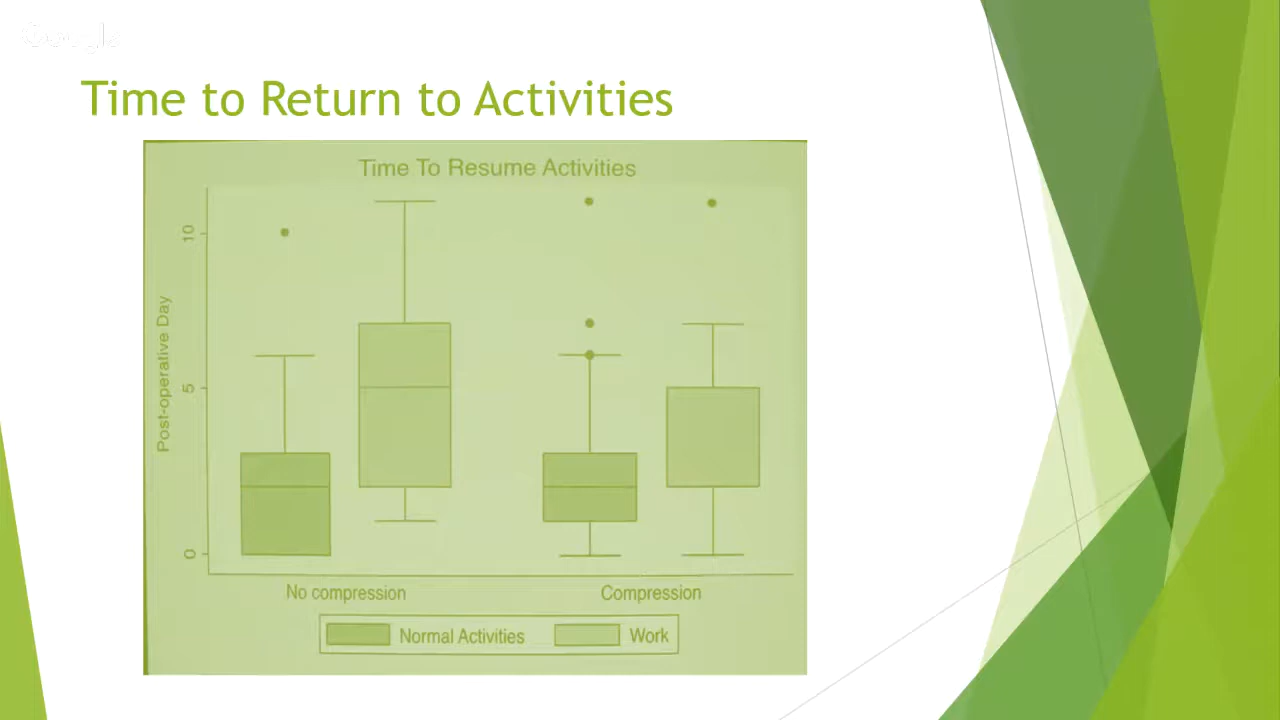 Google
Time to Return to Activities
Time To Resume Activities
10
5
0
Post-operative Day
No compression
Compression
Normal Activities
Work